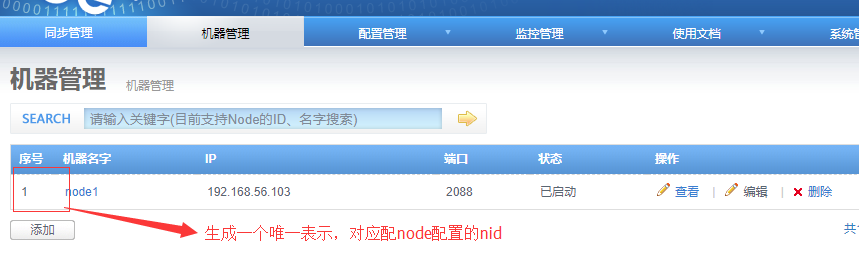 同步管理 机器管理 配置管理 监控管理 使用文档 系统管
机器管理 机器管理
SEARCH 请输入关键字(目前支持Node的ID、名字搜索)
序号 机器名字 IP 端口 状态 操作
1 node1 192.168.56.103 2088 已启动 查看 | 编辑 | 删除
添加 共
生成一个唯一表示，对应配node配置的nid